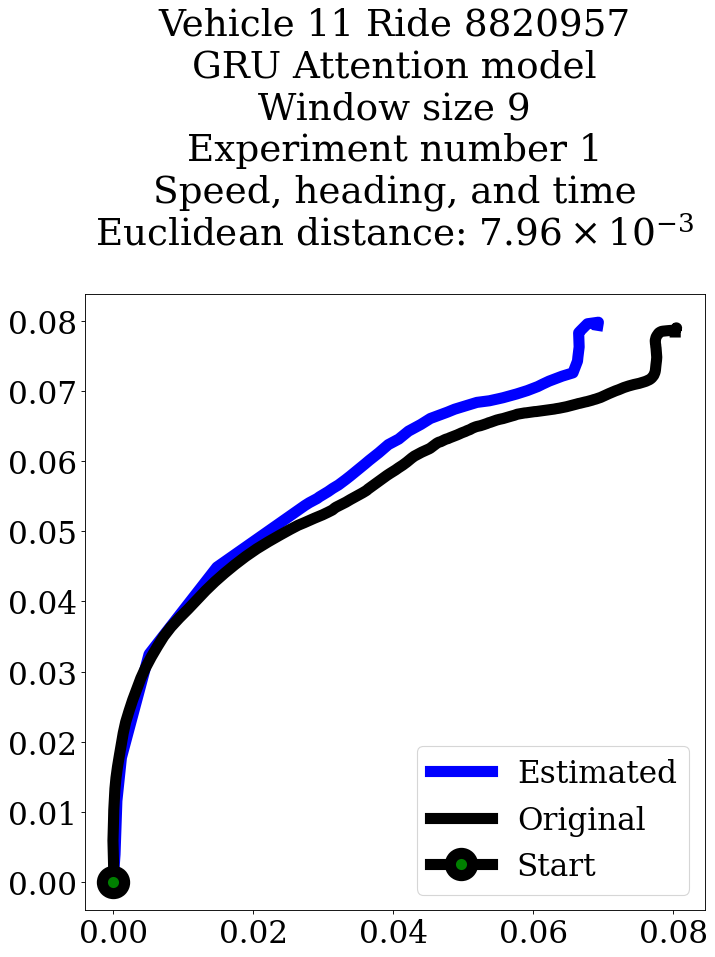 Vehicle 11 Ride 8820957
GRU Attention model
Window size 9
Experiment number 1
Speed, heading, and time
Euclidean distance: 7.96 × 10⁻³
0.08
0.07
0.06
0.05
0.04
0.03
0.02
0.01
0.00
Estimated
Original
Start
0.00 0.02 0.04 0.06 0.08